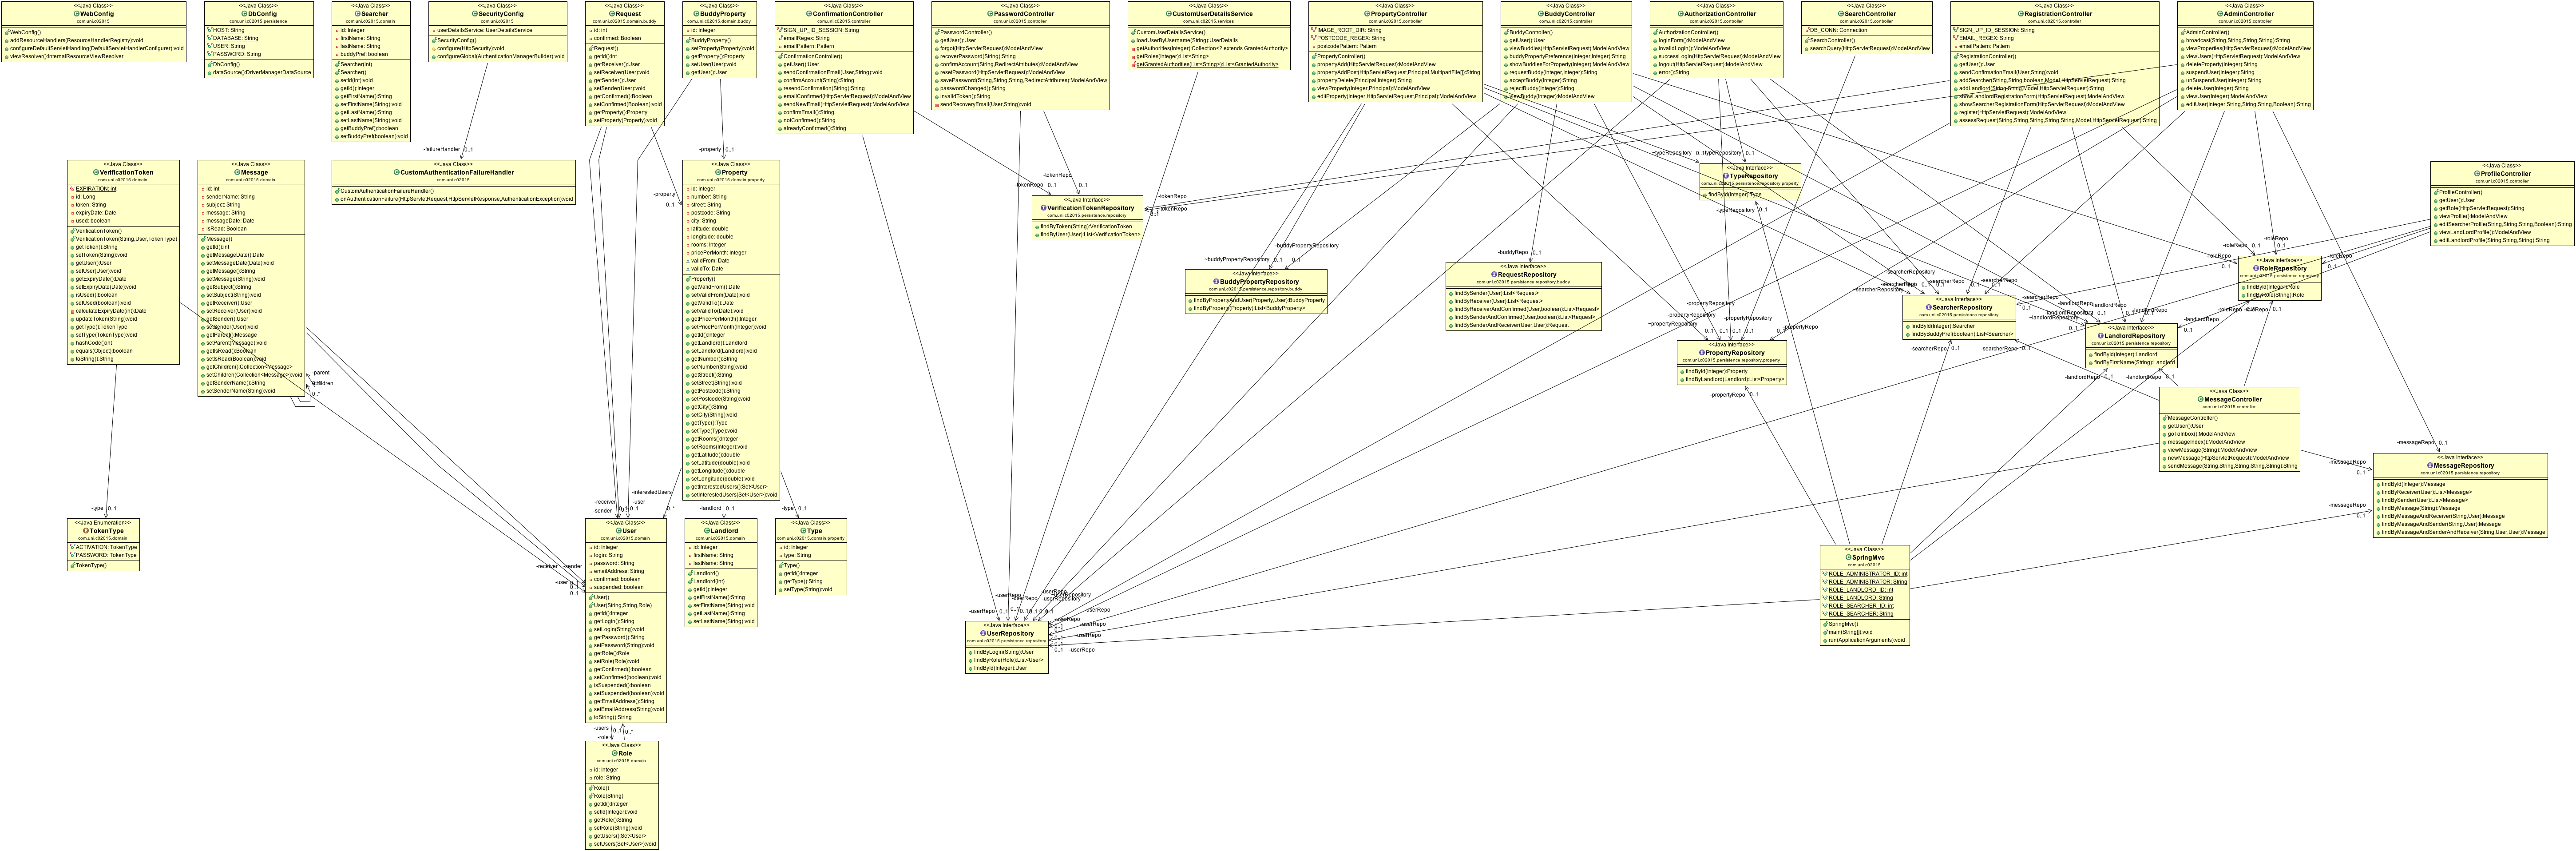 <<Java Class>>
WebConfig
com.uni.c02015
WebConfig()
addResourceHandlers(ResourceHandlerRegistry):void
configureDefaultServletHandling(DefaultServletHandlerConfigurer):void
viewResolver():InternalResourceViewResolver
<<Java Class>>
DbConfig
com.uni.c02015.persistence
HOST: String
DATABASE: String
USER: String
PASSWORD: String
DbConfig()
dataSource():DriverManagerDataSource
<<Java Class>>
Searcher
com.uni.c02015.domain
id: Integer
firstName: String
lastName: String
buddyPref: boolean
Searcher(int)
Searcher()
setId(int):void
getId():Integer
getFirstName():String
setFirstName(String):void
getLastName():String
setLastName(String):void
getBuddyPref():boolean
setBuddyPref(boolean):void
<<Java Class>>
SecurityConfig
com.uni.c02015
userDetailsService: UserDetailsService
SecurityConfig()
configure(HttpSecurity):void
configureGlobal(AuthenticationManagerBuilder):void
<<Java Class>>
Request
com.uni.c02015.domain.buddy
id: int
confirmed: Boolean
Request()
getId():int
getReceiver():User
setReceiver(User):void
getSender():User
setSender(User):void
getConfirmed():Boolean
setConfirmed(Boolean):void
getProperty():Property
setProperty(Property):void
<<Java Class>>
BuddyProperty
com.uni.c02015.domain.buddy
id: Integer
BuddyProperty()
setProperty(Property):void
getProperty():Property
setUser(User):void
getUser():User
<<Java Class>>
ConfirmationController
com.uni.c02015.controller
SIGN_UP_ID_SESSION: String
emailRegex: String
emailPattern: Pattern
ConfirmationController()
getUser():User
sendConfirmationEmail(User,String):void
confirmAccount(String):String
resendConfirmation(String):String
emailConfirmed(HttpServletRequest):ModelAndView
sendNewEmail(HttpServletRequest):ModelAndView
confirmEmail():String
notConfirmed():String
alreadyConfirmed():String
<<Java Class>>
PasswordController
com.uni.c02015.controller
PasswordController()
getUser():User
forgot(HttpServletRequest):ModelAndView
recoverPassword(String):String
confirmAccount(String,RedirectAttributes):ModelAndView
resetPassword(HttpServletRequest):ModelAndView
savePassword(String,String,RedirectAttributes):ModelAndView
passwordChanged():String
invalidToken():String
sendRecoveryEmail(User,String):void
<<Java Class>>
CustomUserDetailsService
com.uni.c02015.services
CustomUserDetailsService()
loadUserByUsername(String):UserDetails
getAuthorities(Integer):Collection<? extends GrantedAuthority>
getRoles(Integer):List<String>
getGrantedAuthorities(List<String>):List<GrantedAuthority>
<<Java Class>>
PropertyController
com.uni.c02015.controller
IMAGE_ROOT_DIR: String
POSTCODE_REGEX: String
postcodePattern: Pattern
PropertyController()
propertyAdd(HttpServletRequest):ModelAndView
propertyAddPost(HttpServletRequest,Principal,MultipartFile[]):String
propertyDelete(Principal,Integer):String
viewProperty(Integer,Principal):ModelAndView
editProperty(Integer,HttpServletRequest,Principal):ModelAndView
<<Java Class>>
BuddyController
com.uni.c02015.controller
BuddyController()
getUser():User
viewBuddies(HttpServletRequest):ModelAndView
buddyPropertyPreference(Integer,Integer):String
showBuddiesForProperty(Integer):ModelAndView
requestBuddy(Integer,Integer):String
acceptBuddy(Integer):String
rejectBuddy(Integer):String
viewBuddy(Integer):ModelAndView
<<Java Class>>
AuthorizationController
com.uni.c02015.controller
AuthorizationController()
loginForm():ModelAndView
invalidLogin():ModelAndView
successLogin(HttpServletRequest):ModelAndView
logout(HttpServletRequest):ModelAndView
error():String
<<Java Class>>
SearchController
com.uni.c02015.controller
DB_CONN: Connection
SearchController()
searchQuery(HttpServletRequest):ModelAndView
<<Java Class>>
RegistrationController
com.uni.c02015.controller
SIGN_UP_ID_SESSION: String
EMAIL_REGEX: String
emailPattern: Pattern
RegistrationController()
getUser():User
sendConfirmationEmail(User,String):void
addSearcher(String,String,boolean,Model,HttpServletRequest):String
addLandlord(String,String,Model,HttpServletRequest):String
showLandlordRegistrationForm(HttpServletRequest):ModelAndView
showSearcherRegistrationForm(HttpServletRequest):ModelAndView
register(HttpServletRequest):ModelAndView
assessRequest(String,String,String,String,String,Model,HttpServletRequest):String
<<Java Class>>
AdminController
com.uni.c02015.controller
AdminController()
broadcast(String,String,String,String):String
viewProperties(HttpServletRequest):ModelAndView
viewUsers(HttpServletRequest):ModelAndView
deleteProperty(Integer):String
suspendUser(Integer):String
unSuspendUser(Integer):String
deleteUser(Integer):String
viewUser(Integer):ModelAndView
editUser(Integer,String,String,String,Boolean):String
<<Java Class>>
VerificationToken
com.uni.c02015.domain
EXPIRATION: int
id: Long
token: String
expiryDate: Date
used: boolean
VerificationToken()
VerificationToken(String,User,TokenType)
getToken():String
setToken(String):void
getUser():User
setUser(User):void
getExpiryDate():Date
setExpiryDate(Date):void
isUsed():boolean
setUsed(boolean):void
calculateExpiryDate(int):Date
updateToken(String):void
getType():TokenType
setType(TokenType):void
hashCode():int
equals(Object):boolean
toString():String
<<Java Class>>
Message
com.uni.c02015.domain
id: int
senderName: String
subject: String
message: String
messageDate: Date
isRead: Boolean
Message()
getId():int
getMessageDate():Date
setMessageDate(Date):void
getMessage():String
setMessage(String):void
getSubject():String
setSubject(String):void
getReceiver():User
setReceiver(User):void
getSender():User
setSender(User):void
getParent():Message
setParent(Message):void
getIsRead():Boolean
setIsRead(Boolean):void
getChildren():Collection<Message>
setChildren(Collection<Message>):void
getSenderName():String
setSenderName(String):void
-parent
0..*
<<Java Class>>
CustomAuthenticationFailureHandler
com.uni.c02015
CustomAuthenticationFailureHandler()
onAuthenticationFailure(HttpServletRequest,HttpServletResponse,AuthenticationException):void
-failureHandler 0..1
-property 0..1
-property
0..1
<<Java Class>>
Property
com.uni.c02015.domain.property
id: Integer
number: String
street: String
postcode: String
city: String
latitude: double
longitude: double
rooms: Integer
pricePerMonth: Integer
validFrom: Date
validTo: Date
Property()
getValidFrom():Date
setValidFrom(Date):void
getValidTo():Date
setValidTo(Date):void
getPricePerMonth():Integer
setPricePerMonth(Integer):void
getId():Integer
getLandlord():Landlord
setLandlord(Landlord):void
getNumber():String
setNumber(String):void
getStreet():String
setStreet(String):void
getPostcode():String
setPostcode(String):void
getCity():String
setCity(String):void
getType():Type
setType(Type):void
getRooms():Integer
setRooms(Integer):void
getLatitude():double
setLatitude(double):void
getLongitude():double
setLongitude(double):void
getInterestedUsers():Set<User>
setInterestedUsers(Set<User>):void
-tokenRepo 0..1
-tokenRepo 0..1
-tokenRepo
<<Java Interface>>
VerificationTokenRepository
com.uni.c02015.persistence.repository
findByToken(String):VerificationToken
findByUser(User):List<VerificationToken>
-buddyPropertyRepository
~buddyPropertyRepository 0..1 0..1
<<Java Interface>>
BuddyPropertyRepository
com.uni.c02015.persistence.repository.buddy
findByPropertyAndUser(Property,User):BuddyProperty
findByProperty(Property):List<BuddyProperty>
-buddyRepo 0..1
<<Java Interface>>
RequestRepository
com.uni.c02015.persistence.repository.buddy
findBySender(User):List<Request>
findByReceiver(User):List<Request>
findByReceiverAndConfirmed(User,boolean):List<Request>
findBySenderAndConfirmed(User,boolean):List<Request>
findBySenderAndReceiver(User,User):Request
~typeRepository 0..1
-typeRepository 0..1
<<Java Interface>>
TypeRepository
com.uni.c02015.persistence.repository.property
findById(Integer):Type
-typeRepository
0..1
<<Java Interface>>
PropertyRepository
com.uni.c02015.persistence.repository.property
findById(Integer):Property
findByLandlord(Landlord):List<Property>
-propertyRepo
0..1
<<Java Interface>>
SearcherRepository
com.uni.c02015.persistence.repository
findById(Integer):Searcher
findByBuddyPref(boolean):List<Searcher>
-searcherRepo 0..1
<<Java Interface>>
LandlordRepository
com.uni.c02015.persistence.repository
findById(Integer):Landlord
findByFirstName(String):Landlord
-landlordRepo 0..1
-landlordRepo 0..1
<<Java Interface>>
RoleRepository
com.uni.c02015.persistence.repository
findById(Integer):Role
findByRole(String):Role
<<Java Class>>
ProfileController
com.uni.c02015.controller
ProfileController()
getUser():User
getRole(HttpServletRequest):String
viewProfile():ModelAndView
editSearcherProfile(String,String,String,Boolean):String
viewLandLordProfile():ModelAndView
editLandlordProfile(String,String,String):String
<<Java Class>>
MessageController
com.uni.c02015.controller
MessageController()
getUser():User
goToInbox():ModelAndView
messageIndex():ModelAndView
viewMessage(String):ModelAndView
newMessage(HttpServletRequest):ModelAndView
sendMessage(String,String,String,String,String):String
-messageRepo 0..1
-messageRepo
0..1
-messageRepo
0..1
<<Java Interface>>
MessageRepository
com.uni.c02015.persistence.repository
findById(Integer):Message
findByReceiver(User):List<Message>
findBySender(User):List<Message>
findByMessage(String):Message
findByMessageAndReceiver(String,User):Message
findByMessageAndSender(String,User):Message
findByMessageAndSenderAndReceiver(String,User,User):Message
-type 0..1
<<Java Enumeration>>
TokenType
com.uni.c02015.domain
ACTIVATION: TokenType
PASSWORD: TokenType
TokenType()
-receiver
-sender
-user
0..1
-receiver
-sender
-interestedUsers
-user
0..*
<<Java Class>>
User
com.uni.c02015.domain
id: Integer
login: String
password: String
emailAddress: String
confirmed: boolean
suspended: boolean
User()
User(String,String,Role)
getId():Integer
getLogin():String
setLogin(String):void
getPassword():String
setPassword(String):void
getRole():Role
setRole(Role):void
getConfirmed():boolean
setConfirmed(boolean):void
isSuspended():boolean
setSuspended(boolean):void
getEmailAddress():String
setEmailAddress(String):void
toString():String
-landlord 0..1
<<Java Class>>
Landlord
com.uni.c02015.domain
id: Integer
firstName: String
lastName: String
Landlord()
Landlord(int)
getId():Integer
getFirstName():String
setFirstName(String):void
getLastName():String
setLastName(String):void
-type 0..1
<<Java Class>>
Type
com.uni.c02015.domain.property
id: Integer
type: String
Type()
getId():Integer
getType():String
setType(String):void
-users 0..1 0..*
-role
<<Java Class>>
Role
com.uni.c02015.domain
id: Integer
role: String
Role()
Role(String)
getId():Integer
setId(Integer):void
getRole():String
setRole(String):void
getUsers():Set<User>
setUsers(Set<User>):void
-userRepo 0..1
-userRepo
-userRepo
-userRepo
<<Java Interface>>
UserRepository
com.uni.c02015.persistence.repository
findByLogin(String):User
findByRole(Role):List<User>
findById(Integer):User
<<Java Class>>
SpringMvc
com.uni.c02015
ROLE_ADMINISTRATOR_ID: int
ROLE_ADMINISTRATOR: String
ROLE_LANDLORD_ID: int
ROLE_LANDLORD: String
ROLE_SEARCHER_ID: int
ROLE_SEARCHER: String
SpringMvc()
main(String[]):void
run(ApplicationArguments):void